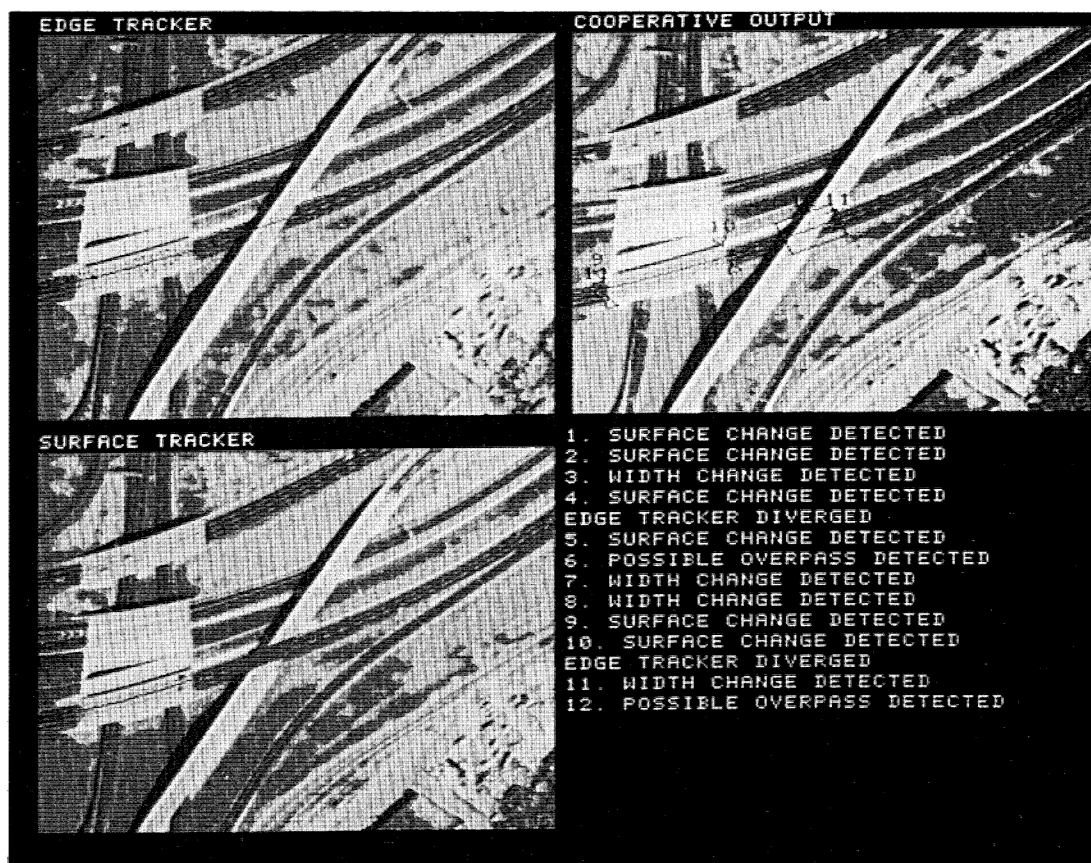 EDGE TRACKER
COOPERATIVE OUTPUT
11
10
9
SURFACE TRACKER
1. SURFACE CHANGE DETECTED
2. SURFACE CHANGE DETECTED
3. WIDTH CHANGE DETECTED
4. SURFACE CHANGE DETECTED
EDGE TRACKER DIVERGED
5. SURFACE CHANGE DETECTED
6. POSSIBLE OVERPASS DETECTED
7. WIDTH CHANGE DETECTED
8. WIDTH CHANGE DETECTED
9. SURFACE CHANGE DETECTED
10. SURFACE CHANGE DETECTED
EDGE TRACKER DIVERGED
11. WIDTH CHANGE DETECTED
12. POSSIBLE OVERPASS DETECTED